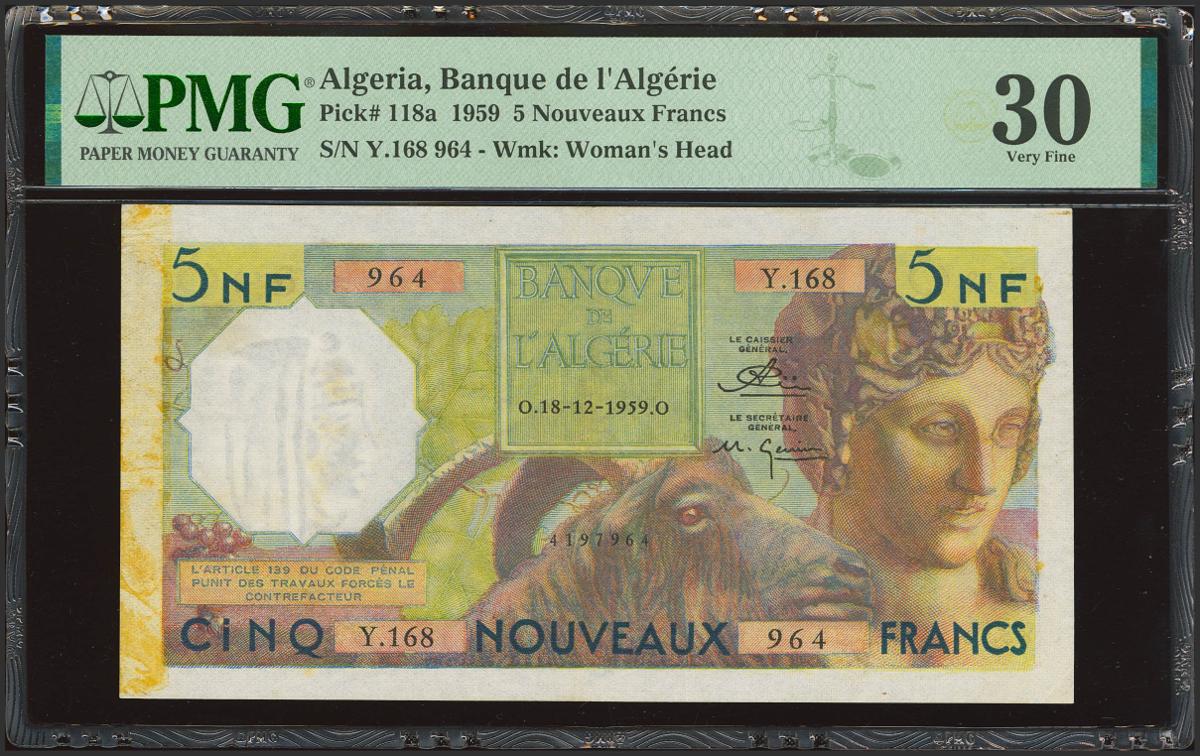 PMG®
PAPER MONEY GUARANTY
Algeria, Banque de l'Algérie
Pick# 118a 1959 5 Nouveaux Francs
S/N Y.168 964 - Wmk: Woman's Head
30
Very Fine
5NF
964
BANQVE
DE
L'ALGÉRIE
O.18-12-1959.O
Y.168
5NF
LE CAISSIER
GÉNÉRAL,
LE SECRÉTAIRE
GÉNÉRAL,
4197964
L'ARTICLE 139 DU CODE PÉNAL
PUNIT DES TRAVAUX FORCÉS LE
CONTREFACTEUR
CiNQ Y.168 NOUVEAUX 964 FRANCS